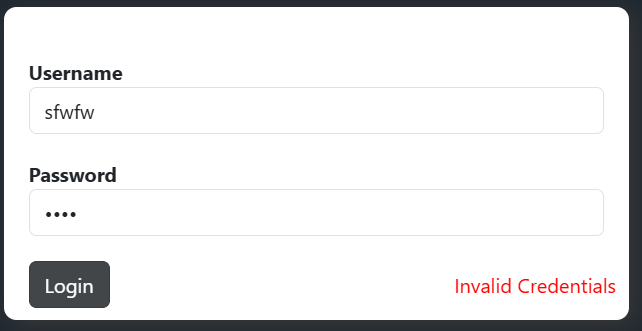 Username
sfwfw
Password
••••
Login
Invalid Credentials